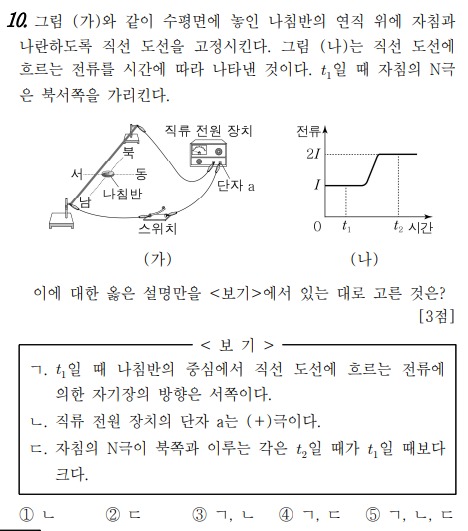 10. 그림 (가)와 같이 수평면에 놓인 나침반의 연직 위에 자침과
나란하도록 직선 도선을 고정시킨다. 그림 (나)는 직선 도선에
흐르는 전류를 시간에 따라 나타낸 것이다. t₁일 때 자침의 N극
은 북서쪽을 가리킨다.
직류 전원 장치
북
서
동
나침반
남
단자 a
스위치
(가)
전류
2I
I
0
t₁
t₂
시간
(나)
이에 대한 옳은 설명만을 <보기>에서 있는 대로 고른 것은?
[3점]
< 보 기 >
ㄱ. t₁일 때 나침반의 중심에서 직선 도선에 흐르는 전류에
의한 자기장의 방향은 서쪽이다.
ㄴ. 직류 전원 장치의 단자 a는 (+)극이다.
ㄷ. 자침의 N극이 북쪽과 이루는 각은 t₂일 때가 t₁일 때보다
크다.
① ㄴ ② ㄷ ③ ㄱ, ㄴ ④ ㄱ, ㄷ ⑤ ㄱ, ㄴ, ㄷ